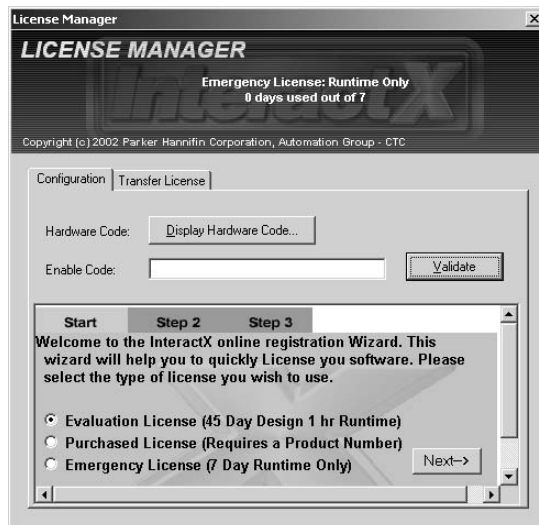 License Manager
LICENSE MANAGER
Emergency License: Runtime Only
0 days used out of 7
InteractX
Copyright (c) 2002 Parker Hannifin Corporation, Automation Group - CTC
Configuration Transfer License
Hardware Code: Display Hardware Code...
Enable Code: Validate
Start Step 2 Step 3
Welcome to the InteractX online registration Wizard. This
wizard will help you to quickly License you software. Please
select the type of license you wish to use.
Evaluation License (45 Day Design 1 hr Runtime)
Purchased License (Requires a Product Number)
Emergency License (7 Day Runtime Only)
Next-->